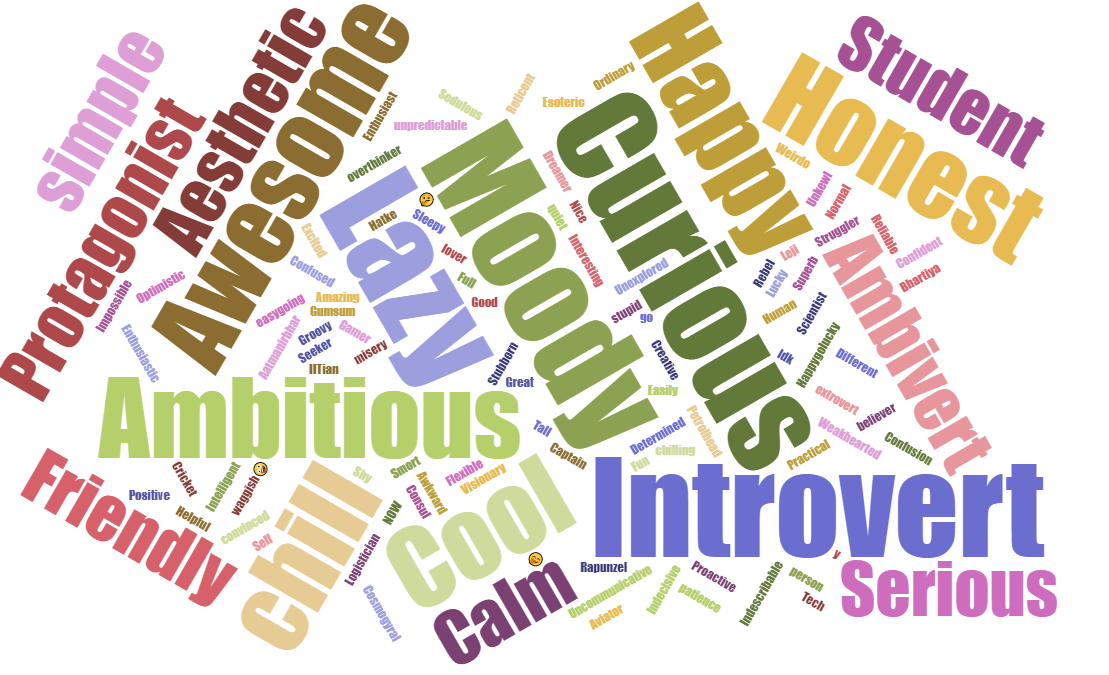 simple
Protagonist
Aesthetic
Awesome
Enthusiast
Sedulous
Reticent
Esoteric
Ordinary
unpredictable
overthinker
Happy
Student
Honest
Curious
Moody
Lazy
Hatke
Sleepy
Dreamer
Nice
quiet
Weirdo
Unkewl
Normal
Struggler
Reliable
Confident
Bhartiya
Ambivert
Leji
Superb
Rebel
Lucky
Human
Scientist
Interesting
Unexplored
stupid
go
lover
Full
Good
Excited
Confused
Optimistic
Impossible
Enthusiastic
easygoing
Amazing
Gumsum
Groovy
Seeker
Aatmanirbhar
Gamer
misery
IITian
Stubborn
Great
Creative
Easily
Idk
Happygolucky
Different
extrovert
believer
Weakhearted
Confusion
Practical
Petrolhead
Determined
chilling
Fun
Tall
Captain
Ambitious
Friendly
Cricket
Intelligent
waggish
Positive
Helpful
convinced
Self
chill
Shy
Smart
Awkward
Flexible
Visionary
Consul
NOW
Logistician
Cosinogyral
Cool
Calm
Introvert
Serious
Rapunzel
Uncommunicative
Aviator
Indecisive
Proactive
patience
Indescribable
person
Tech
y